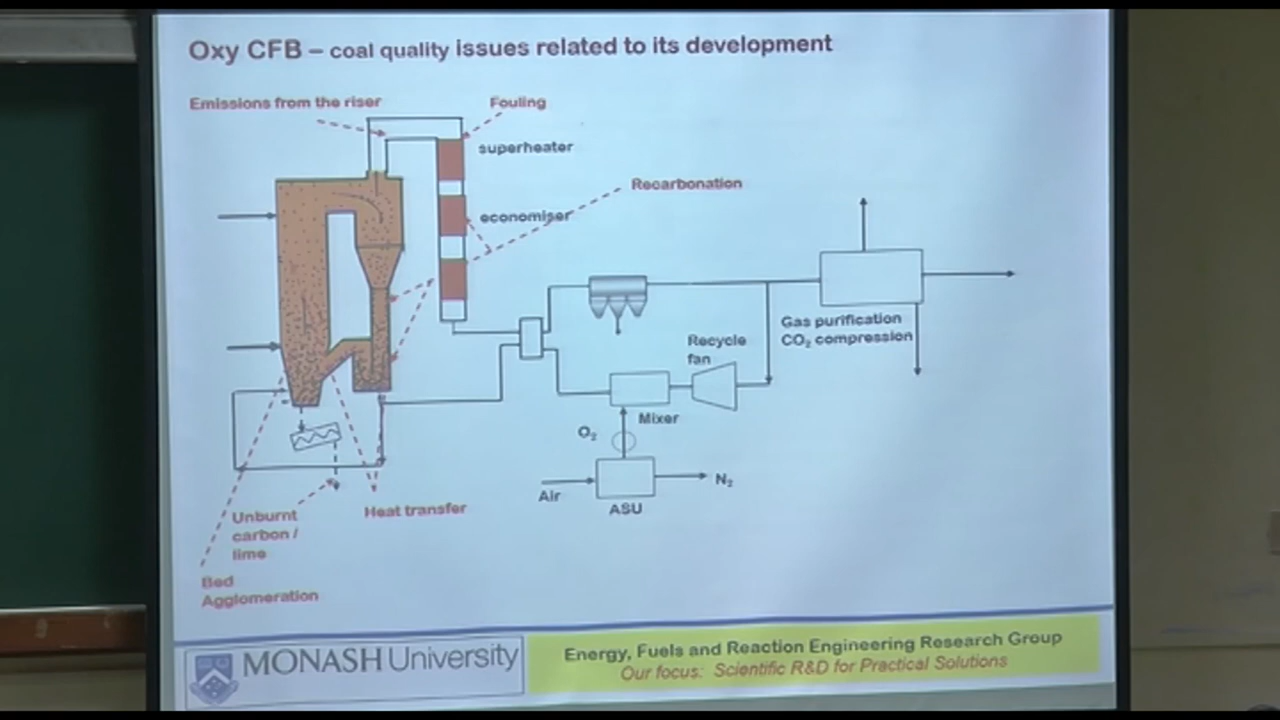 Oxy CFB – coal quality issues related to its development
Emissions from the riser
Fouling
superheater
Recarbonation
economiser
Gas purification
CO₂ compression
Recycle
fan
Mixer
O₂
Air
N₂
ASU
Unburnt
carbon /
lime
Heat transfer
Bed
Agglomeration
MONASH University
Energy, Fuels and Reaction Engineering Research Group
Our focus: Scientific R&D for Practical Solutions